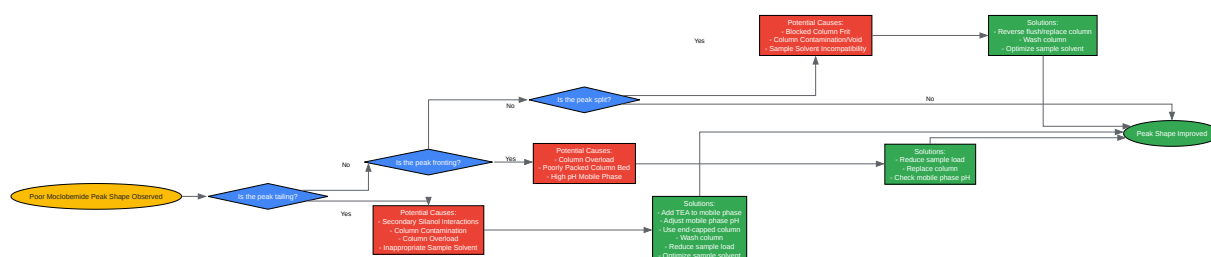 Potential Causes:
- Blocked Column Frit
- Column Contamination/Void
- Sample Solvent Incompatibility
Solutions:
- Reverse flush/replace column
- Wash column
- Optimize sample solvent
Yes
Is the peak split?
No
No
Peak Shape Improved
Potential Causes:
- Column Overload
- Poorly Packed Column Bed
- High pH Mobile Phase
Solutions:
- Reduce sample load
- Replace column
- Check mobile phase pH
Is the peak fronting?
Yes
No
Poor Moclobemide Peak Shape Observed
Is the peak tailing?
Yes
Potential Causes:
- Secondary Silanol Interactions
- Column Contamination
- Column Overload
- Inappropriate Sample Solvent
Solutions:
- Add TEA to mobile phase
- Adjust mobile phase pH
- Use end-capped column
- Wash column
- Reduce sample load
- Optimize sample solvent